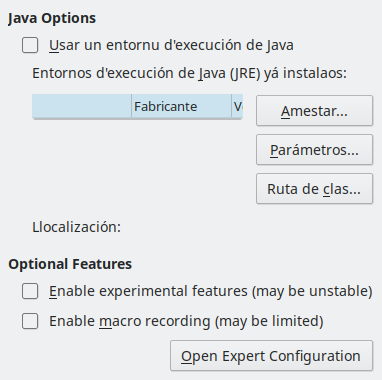 Java Options
Usar un entornu d'execución de Java
Entornos d'execución de Java (JRE) yá instalaos:
Fabricante
Amestar...
Parámetros...
Ruta de clas...
Llocalización:
Optional Features
Enable experimental features (may be unstable)
Enable macro recording (may be limited)
Open Expert Configuration